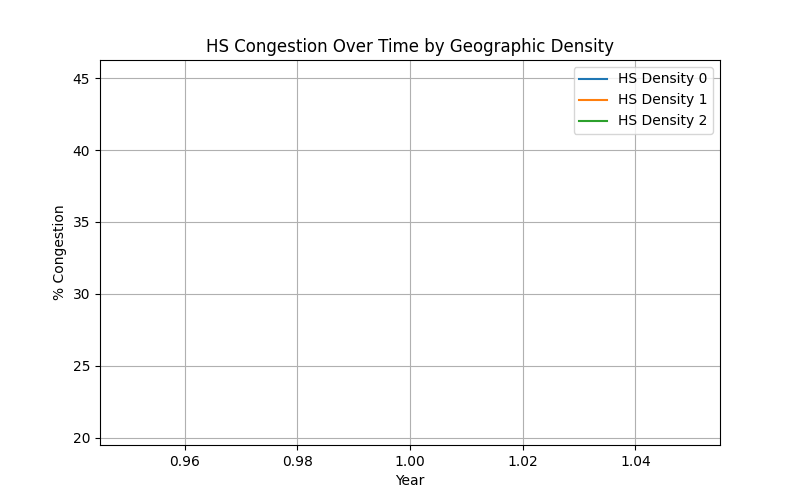 HS Congestion Over Time by Geographic Density
HS Density 0
HS Density 1
HS Density 2
45
40
35
30
25
20
% Congestion
0.96 0.98 1.00 1.02 1.04
Year